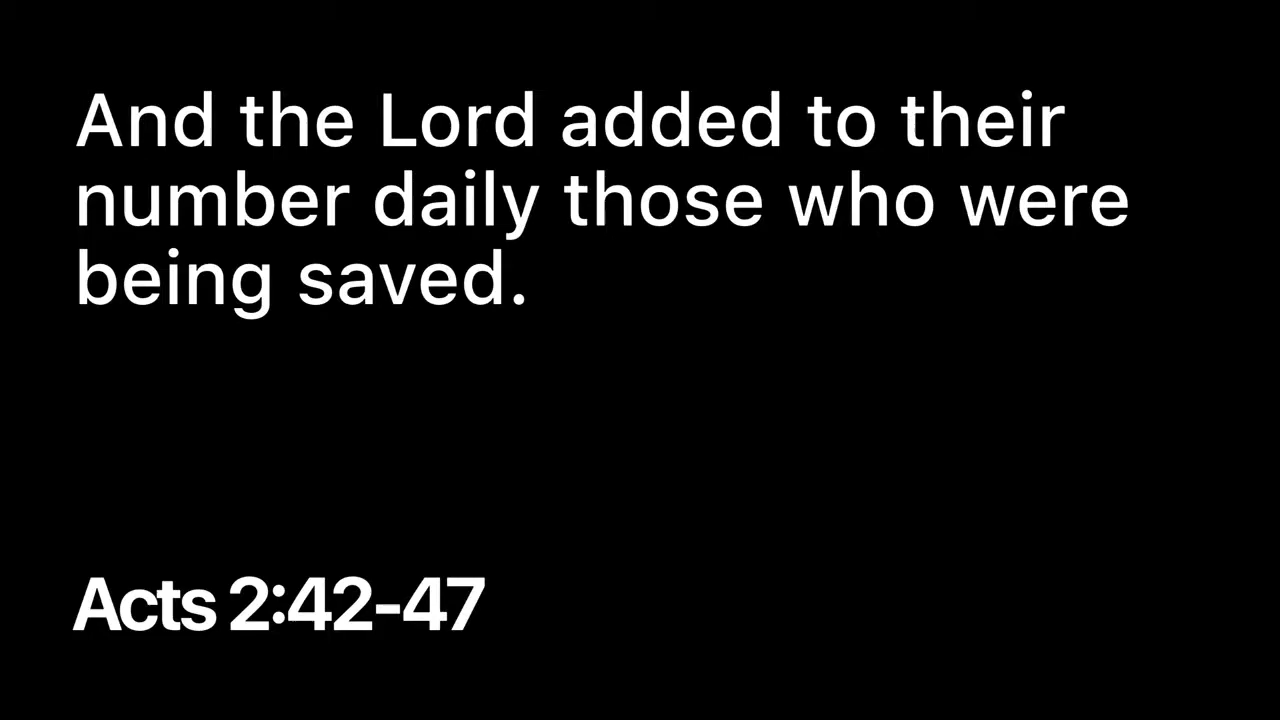 And the Lord added to their
number daily those who were
being saved.
Acts 2:42-47